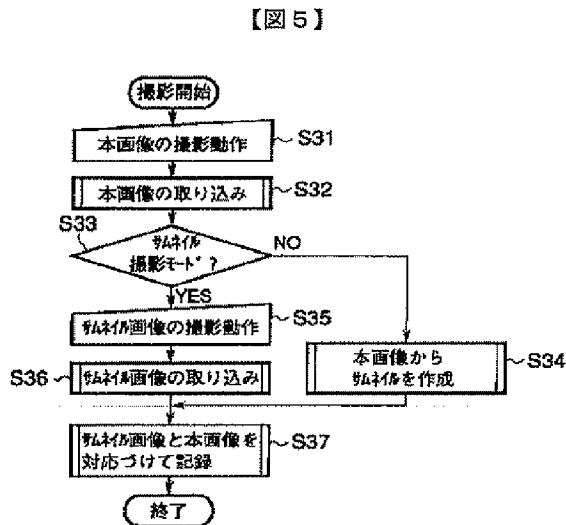 【図５】
撮影開始
本画像の撮影動作
S31
本画像の取り込み
S32
S33
ｻﾑﾈｲﾙ
撮影ﾓｰﾄﾞ?
NO
YES
ｻﾑﾈｲﾙ画像の撮影動作
S35
本画像から
ｻﾑﾈｲﾙを作成
S34
S36
ｻﾑﾈｲﾙ画像の取り込み
ｻﾑﾈｲﾙ画像と本画像を
対応づけて記録
S37
終了